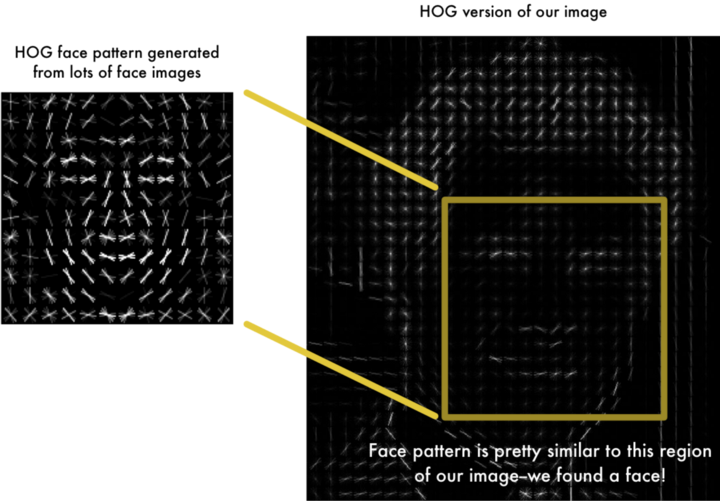 HOG version of our image
HOG face pattern generated
from lots of face images
Face pattern is pretty similar to this region
of our image–we found a face!